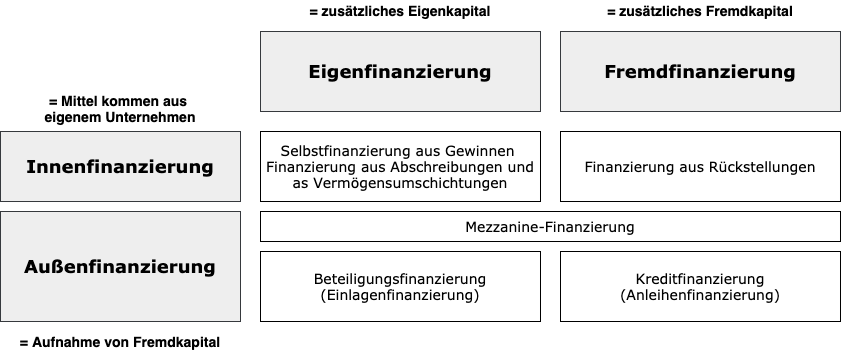 = zusätzliches Eigenkapital
= zusätzliches Fremdkapital
Eigenfinanzierung
Fremdfinanzierung
= Mittel kommen aus
eigenem Unternehmen
Innenfinanzierung
Selbstfinanzierung aus Gewinnen
Finanzierung aus Abschreibungen und
as Vermögensumschichtungen
Finanzierung aus Rückstellungen
Außenfinanzierung
Mezzanine-Finanzierung
Beteiligungsfinanzierung
(Einlagenfinanzierung)
Kreditfinanzierung
(Anleihenfinanzierung)
= Aufnahme von Fremdkapital